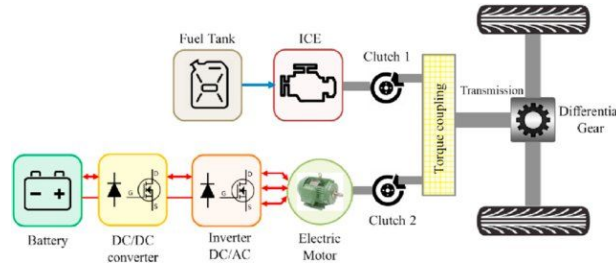 Fuel Tank
ICE
Clutch 1
Torque coupling
Transmission
Differential
Gear
Clutch 2
Battery
DC/DC
converter
Inverter
DC/AC
Electric
Motor
G
D
S
G
D
S